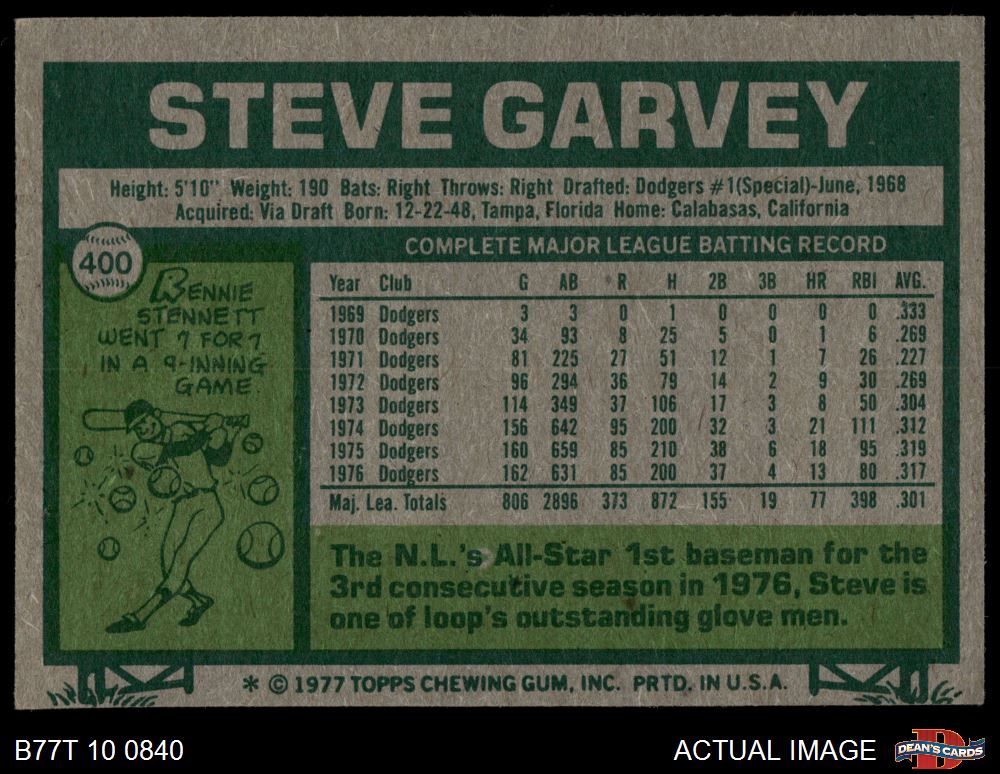 STEVE GARVEY
Height: 5'10" Weight: 190 Bats: Right Throws: Right Drafted: Dodgers #1(Special)-June, 1968
Acquired: Via Draft Born: 12-22-48, Tampa, Florida Home: Calabasas, California
400
BENNIE
STENNETT
WENT 7 FOR 7
IN A 9-INNING
GAME.
COMPLETE MAJOR LEAGUE BATTING RECORD
Year Club G AB R H 2B 3B HR RBI AVG.
1969 Dodgers 3 3 0 1 0 0 0 0 .333
1970 Dodgers 34 93 8 25 5 0 1 6 .269
1971 Dodgers 81 225 27 51 12 1 7 26 .227
1972 Dodgers 96 294 36 79 14 2 9 30 .269
1973 Dodgers 114 349 37 106 17 3 8 50 .304
1974 Dodgers 156 642 95 200 32 3 21 111 .312
1975 Dodgers 160 659 85 210 38 6 18 95 .319
1976 Dodgers 162 631 85 200 37 4 13 80 .317
Maj. Lea. Totals 806 2896 373 872 155 19 77 398 .301
The N.L.'s All-Star 1st baseman for the
3rd consecutive season in 1976, Steve is
one of loop's outstanding glove men.
* © 1977 TOPPS CHEWING GUM, INC. PRTD. IN U.S.A.
B77T 10 0840
ACTUAL IMAGE
D
DEAN'S CARDS